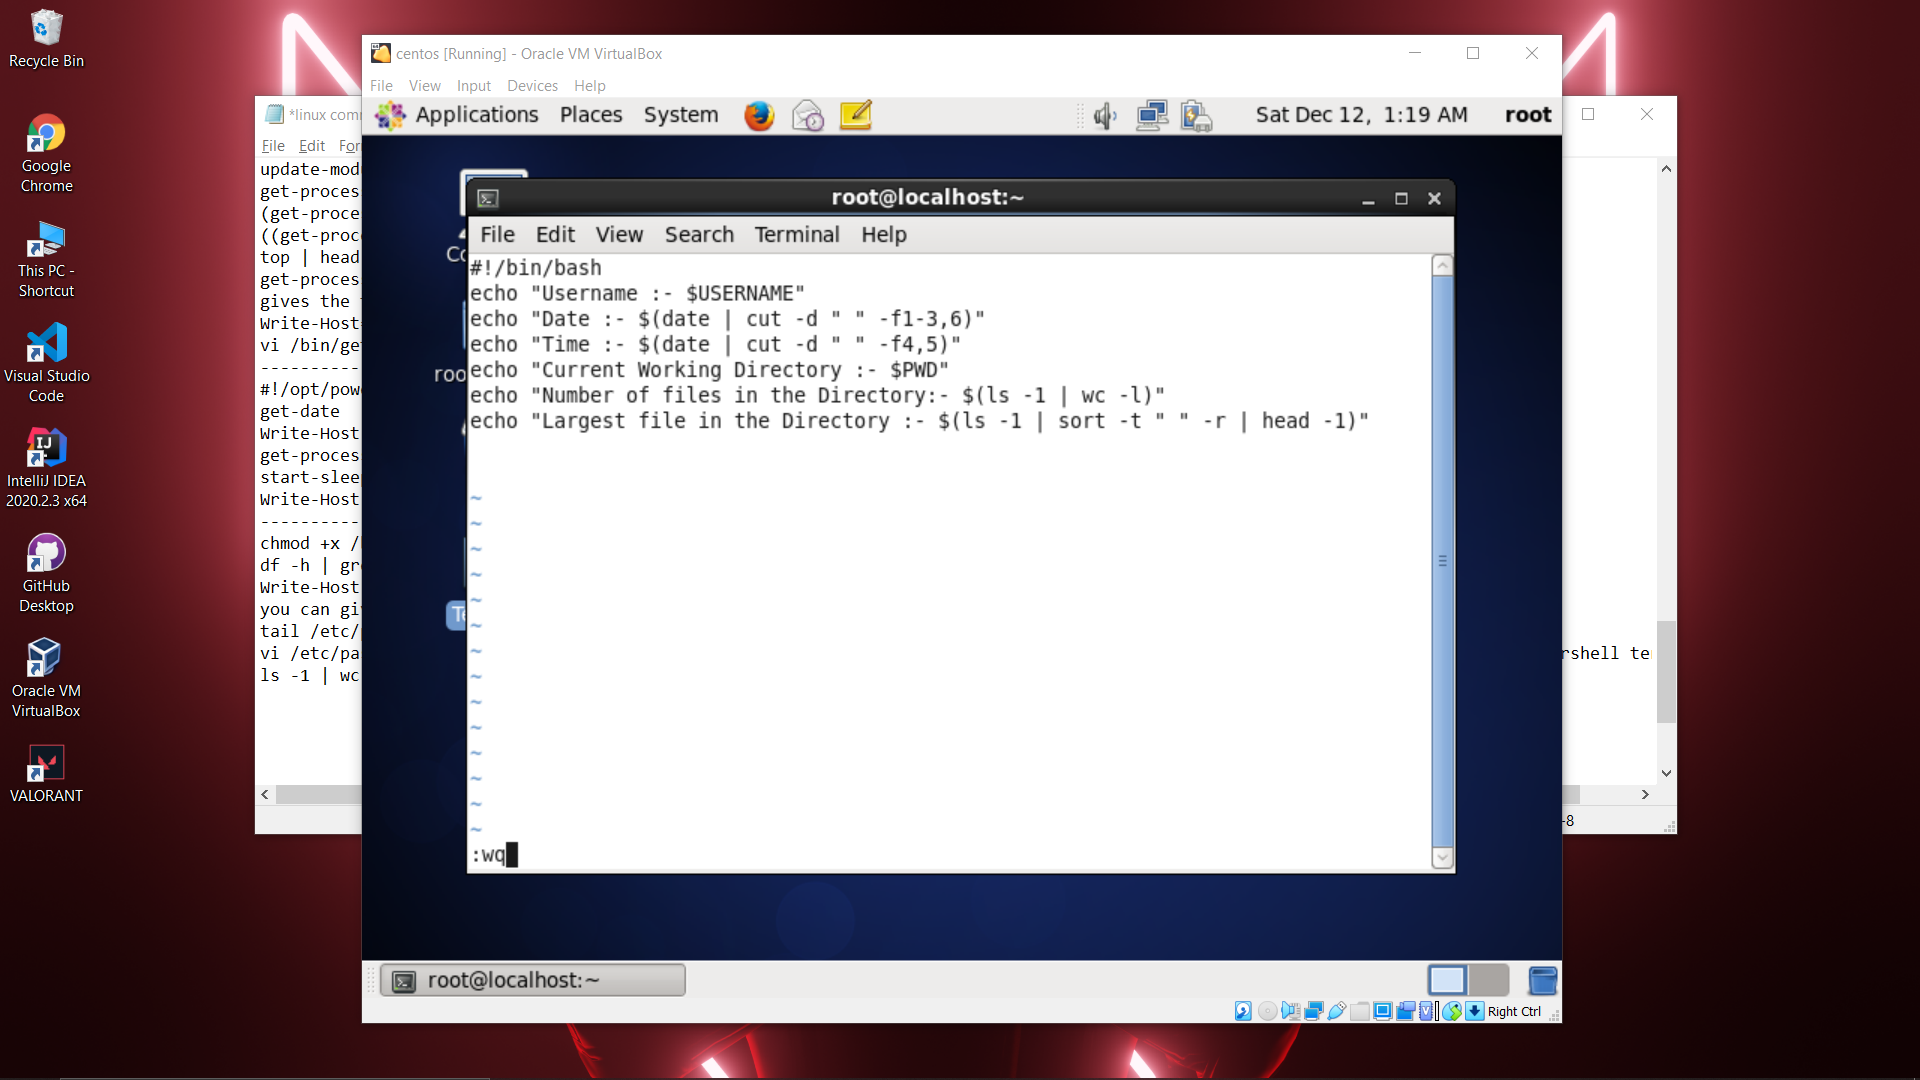 Recycle Bin
Google
Chrome
This PC -
Shortcut
Visual Studio
Code
IntelliJ IDEA
2020.2.3 x64
GitHub
Desktop
Oracle VM
VirtualBox
VALORANT
*linux com
File Edit For
update-mod
get-proces
(get-proce
((get-proc
top | head
get-proces
gives the
Write-Host
vi /bin/ge
----------
#!/opt/pow
get-date
Write-Host
get-proces
start-slee
Write-Host
----------
chmod +x /
df -h | gr
Write-Host
you can gi
tail /etc/
vi /etc/pa
ls -1 | wc
rshell te
-8
centos [Running] - Oracle VM VirtualBox
File View Input Devices Help
Applications Places System Sat Dec 12, 1:19 AM root
Co
roo
Te
root@localhost:~
File Edit View Search Terminal Help
#!/bin/bash
echo "Username :- $USERNAME"
echo "Date :- $(date | cut -d " " -f1-3,6)"
echo "Time :- $(date | cut -d " " -f4,5)"
echo "Current Working Directory :- $PWD"
echo "Number of files in the Directory:- $(ls -1 | wc -l)"
echo "Largest file in the Directory :- $(ls -1 | sort -t " " -r | head -1)"
~
~
~
~
~
~
~
~
~
~
~
~
~
~
:wq
root@localhost:~
Right Ctrl